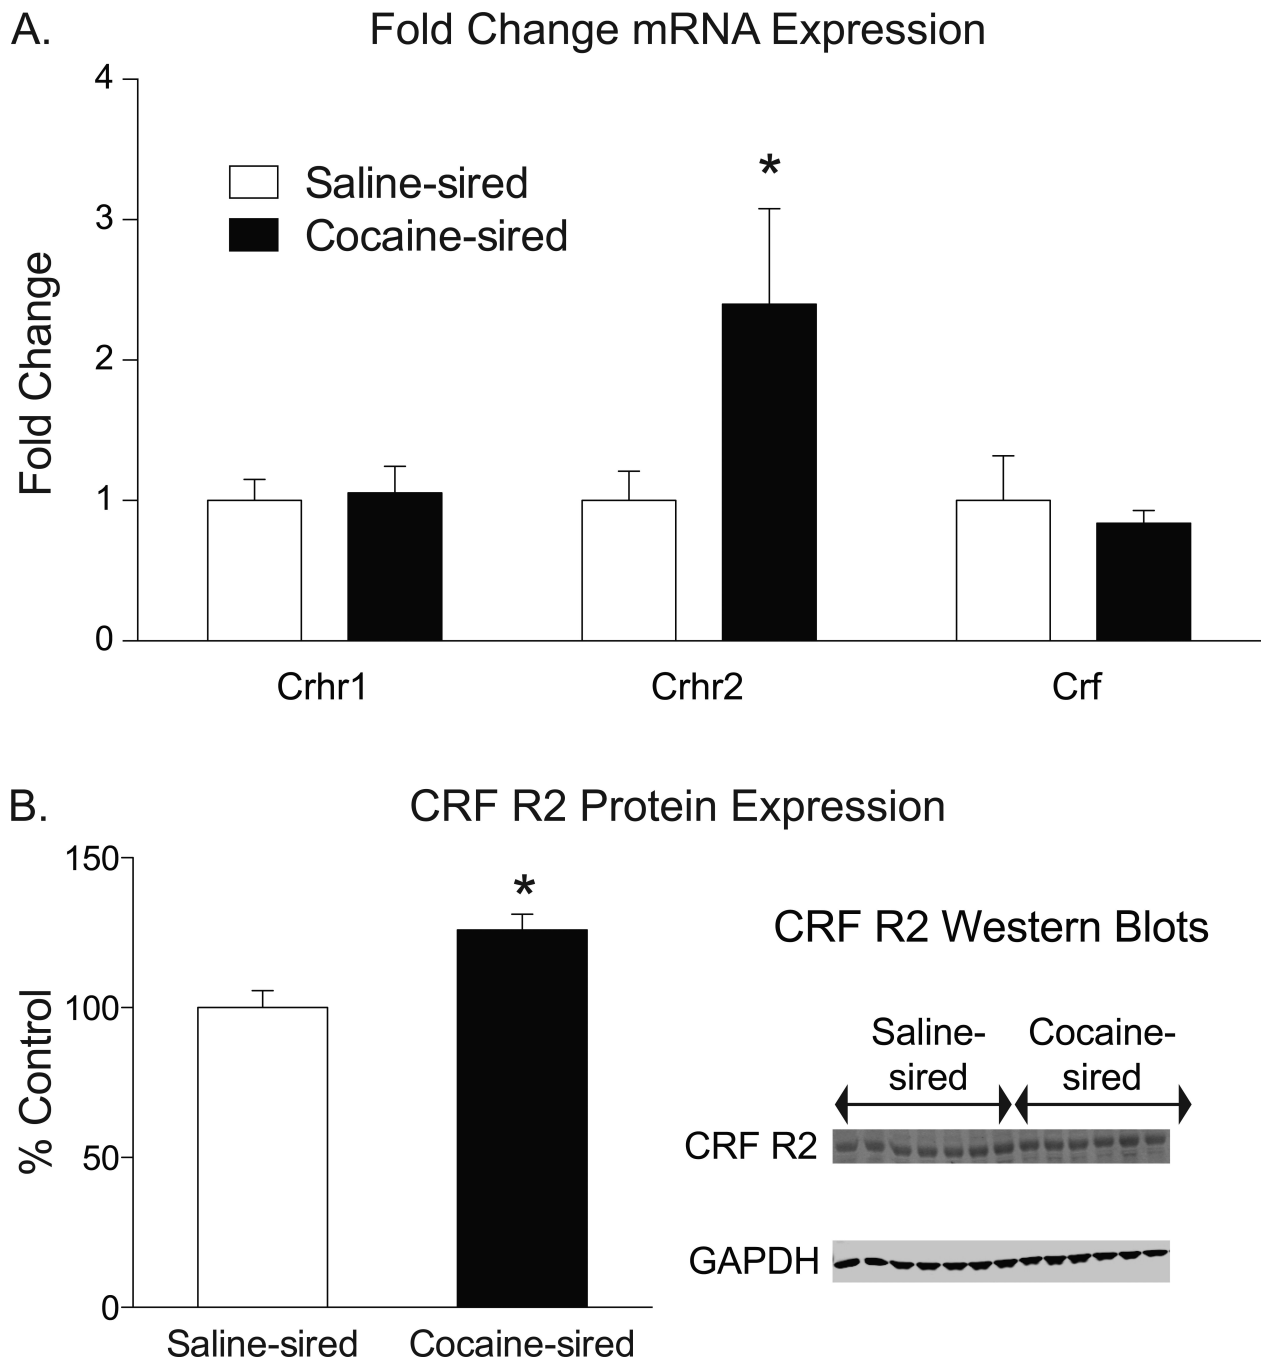 A.
Fold Change mRNA Expression
4
3
2
1
0
Fold Change
Saline-sired
Cocaine-sired
*
Crhr1
Crhr2
Crf
B.
CRF R2 Protein Expression
150
100
50
0
% Control
*
Saline-sired
Cocaine-sired
CRF R2 Western Blots
Saline-
sired
Cocaine-
sired
CRF R2
GAPDH